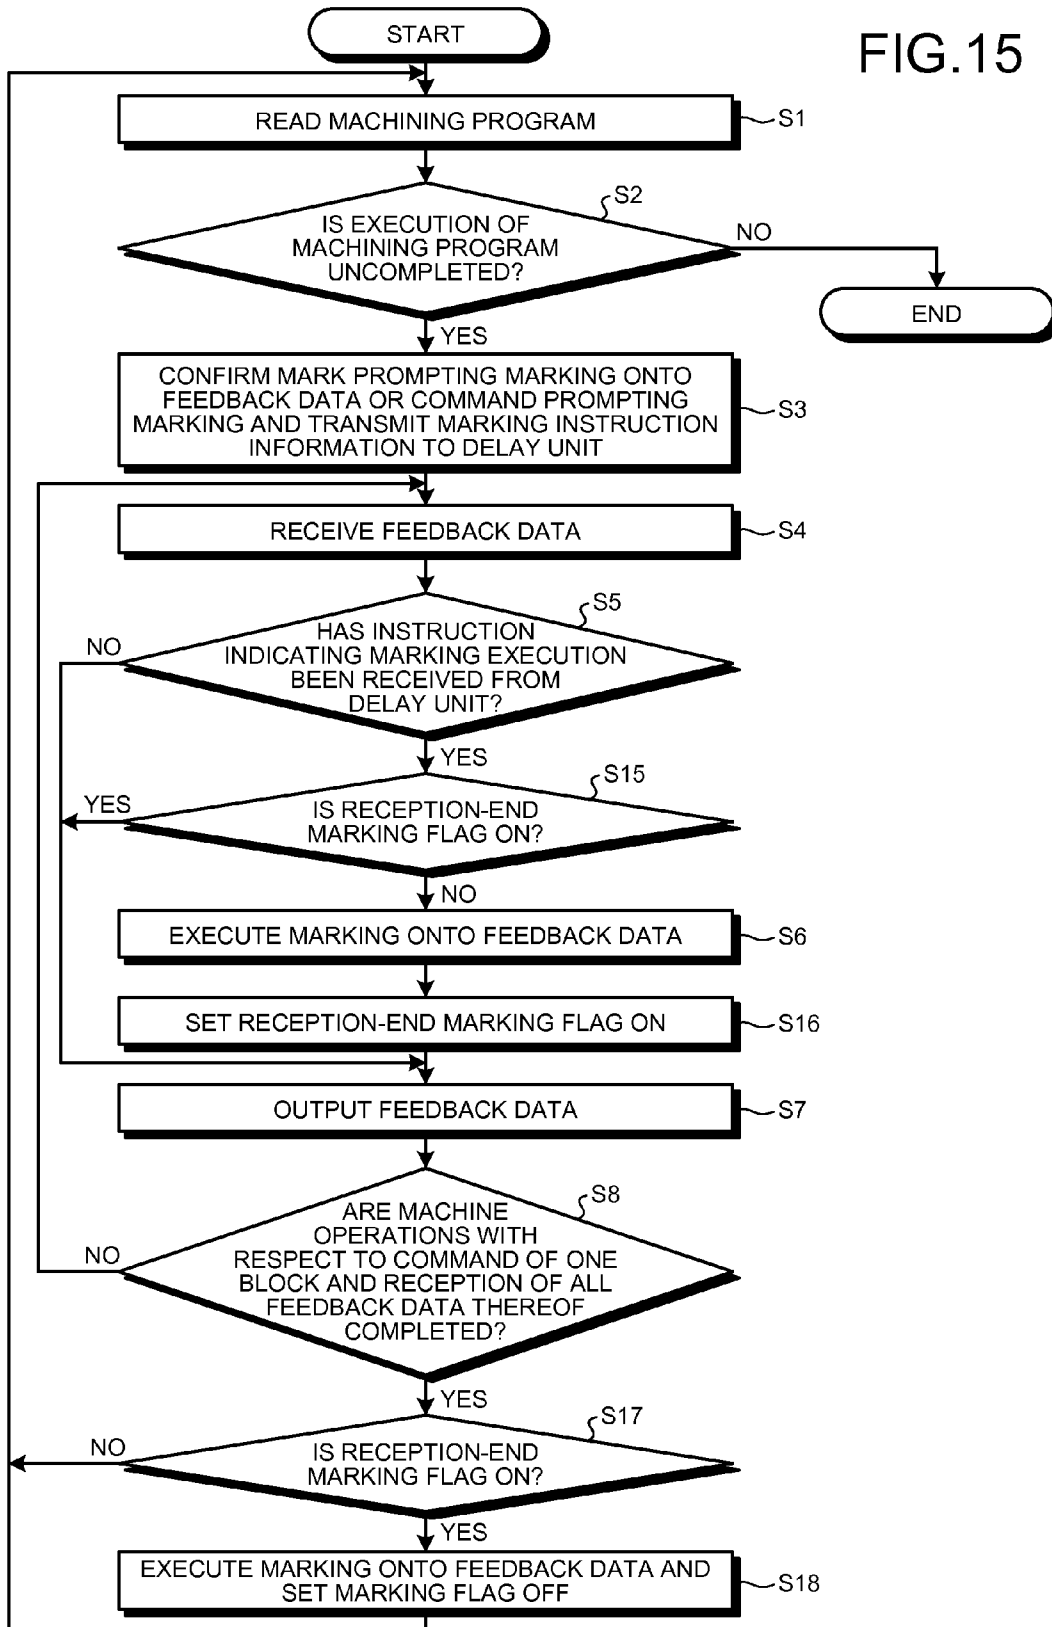 START
FIG.15
READ MACHINING PROGRAM
S1
S2
IS EXECUTION OF
MACHINING PROGRAM
UNCOMPLETED?
NO
END
YES
CONFIRM MARK PROMPTING MARKING ONTO
FEEDBACK DATA OR COMMAND PROMPTING
MARKING AND TRANSMIT MARKING INSTRUCTION
INFORMATION TO DELAY UNIT
S3
RECEIVE FEEDBACK DATA
S4
S5
NO
HAS INSTRUCTION
INDICATING MARKING EXECUTION
BEEN RECEIVED FROM
DELAY UNIT?
YES
S15
YES
IS RECEPTION-END
MARKING FLAG ON?
NO
EXECUTE MARKING ONTO FEEDBACK DATA
S6
SET RECEPTION-END MARKING FLAG ON
S16
OUTPUT FEEDBACK DATA
S7
S8
ARE MACHINE
OPERATIONS WITH
RESPECT TO COMMAND OF ONE
BLOCK AND RECEPTION OF ALL
FEEDBACK DATA THEREOF
COMPLETED?
NO
YES
S17
NO
IS RECEPTION-END
MARKING FLAG ON?
YES
EXECUTE MARKING ONTO FEEDBACK DATA AND
SET MARKING FLAG OFF
S18